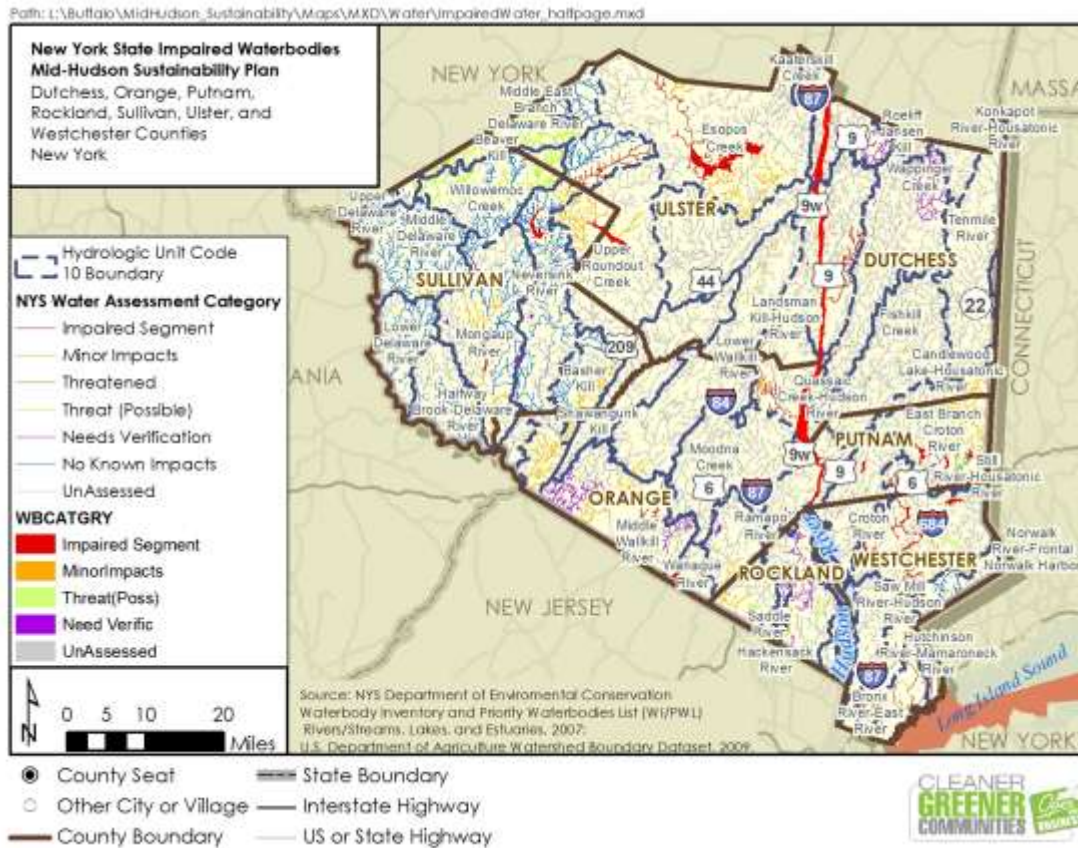 Path: L:\Buffalo\MidHudson_Sustainability\Maps\MXD\Water\ImpairedWater_halfpage.mxd
New York State Impaired Waterbodies
Mid-Hudson Sustainability Plan
Dutchess, Orange, Putnam,
Rockland, Sullivan, Ulster, and
Westchester Counties
New York
NEW YORK
Kaaterskill
Creek
87
MASSA
Middle East
Branch
Delaware River
Beaver
Kill
Esopos
Creek
9
Roeliff
Jansen
Kill
Konkapot
River-Housatonic
River
Upper
Delaware
River
Willowemoc
Creek
Middle
Delaware
River
ULSTER
9w
Wappinger
Creek
Tenmile
River
Hydrologic Unit Code
10 Boundary
SULLIVAN
Neversink
River
Upper
Roundout
Creek
44
9
DUTCHESS
22
CONNECTICUT
NYS Water Assessment Category
Impaired Segment
Minor Impacts
Threatened
Threat (Possible)
Needs Verification
No Known Impacts
UnAssessed
Lower
Delaware
River
Mongaup
River
209
Landsman
Kill-Hudson
River
Fishkill
Creek
ANIA
Halfway
Brook-Delaware
River
Basher
Kill
Shawangunk
Kill
Lower
Wallkill
River
84
Quassaic
Creek-Hudson
River
Candlewood
Lake-Housatonic
River
PUTNAM
East Branch
Croton
River
Still
River-Housatonic
River
Moodna
Creek
9w
9
6
ORANGE
6
87
WBCATGRY
Impaired Segment
MinorImpacts
Threat(Poss)
Need Verific
UnAssessed
Middle
Wallkill
River
Ramapo
River
Wanaque
River
Hudson River
Croton
River
684
Norwalk
River-Frontal
Norwalk Harbor
ROCKLAND
WESTCHESTER
NEW JERSEY
Saddle
River
Hackensack
River
Saw Mill
River-Hudson
River
Hutchinson
River-Mamaroneck
River
87
Bronx
River-East
River
Long Island Sound
NEW YORK
N
0 5 10 20
Miles
Source: NYS Department of Enviromental Conservation
Waterbody Inventory and Priority Waterbodies List (WI/PWL)
Rivers/Streams, Lakes, and Estuaries, 2007;
U.S. Department of Agriculture Watershed Boundary Dataset, 2009.
County Seat
Other City or Village
County Boundary
State Boundary
Interstate Highway
US or State Highway
CLEANER
GREENER
COMMUNITIES